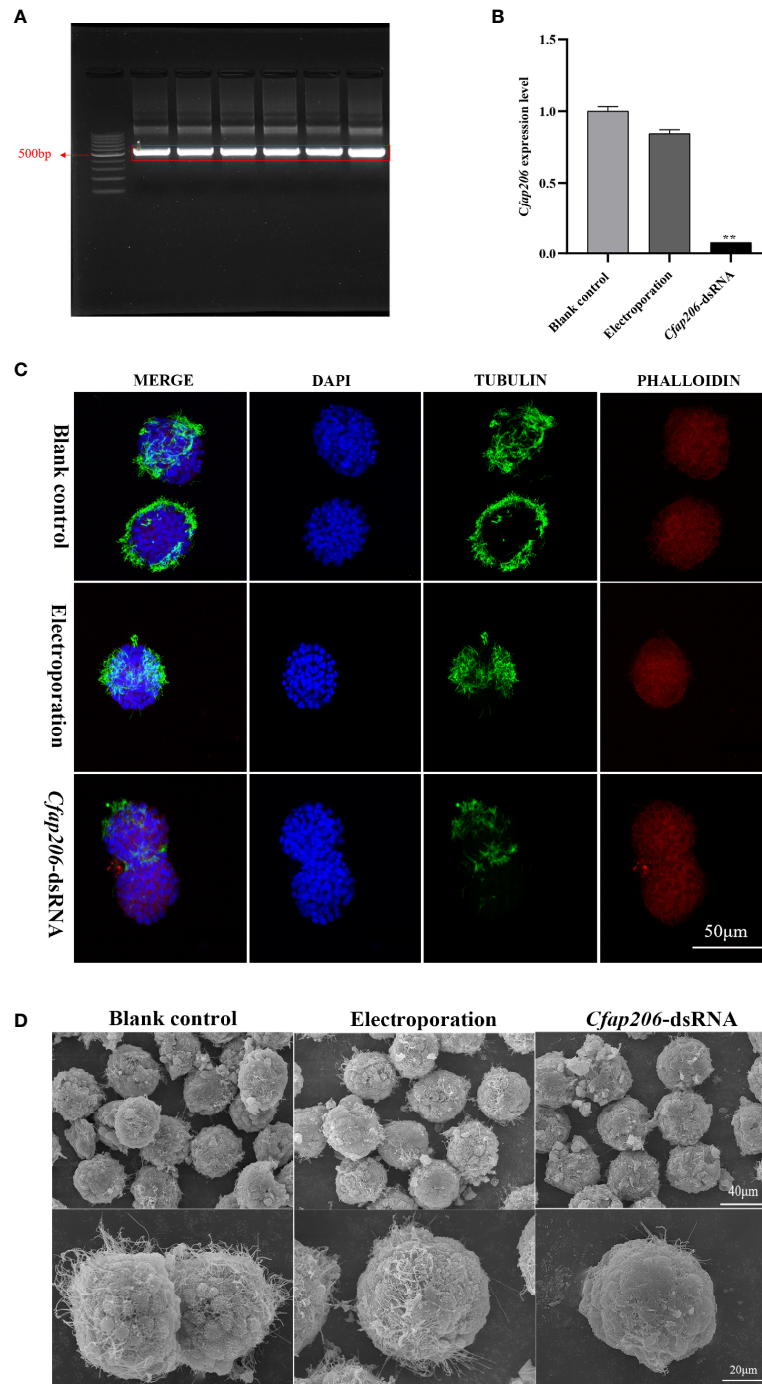 A
500bp
B
1.5
1.0
0.5
0.0
Cfap206 expression level
**
Blank control
Electroporation
Cfap206-dsRNA
C
MERGE DAPI TUBULIN PHALLOIDIN
Blank control
Electroporation
Cfap206-dsRNA
50μm
D
Blank control Electroporation Cfap206-dsRNA
40μm
20μm